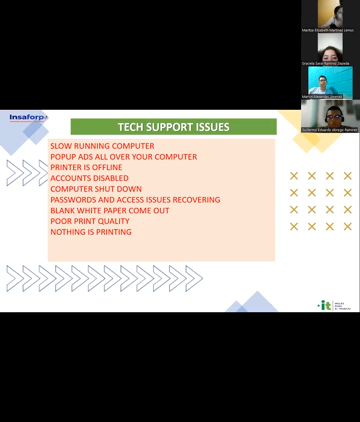 Insaforp
TECH SUPPORT ISSUES
SLOW RUNNING COMPUTER
POPUP ADS ALL OVER YOUR COMPUTER
PRINTER IS OFFLINE
ACCOUNTS DISABLED
COMPUTER SHUT DOWN
PASSWORDS AND ACCESS ISSUES RECOVERING
BLANK WHITE PAPER COME OUT
POOR PRINT QUALITY
NOTHING IS PRINTING
it